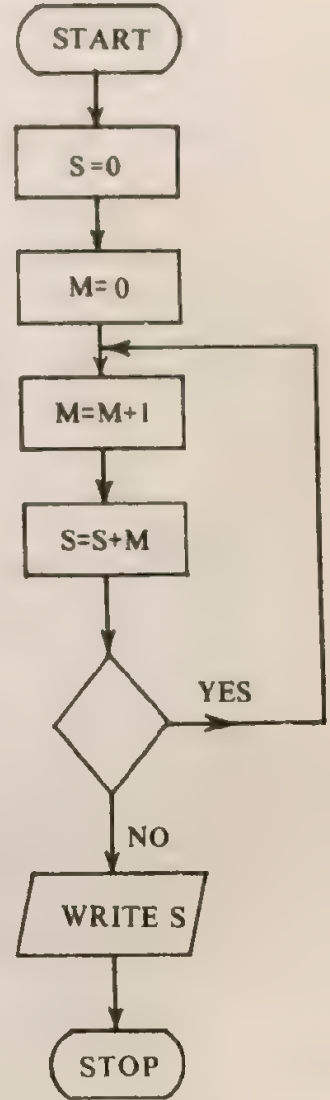 START
S=0
M=0
M=M+1
S=S+M
YES
NO
WRITE S
STOP